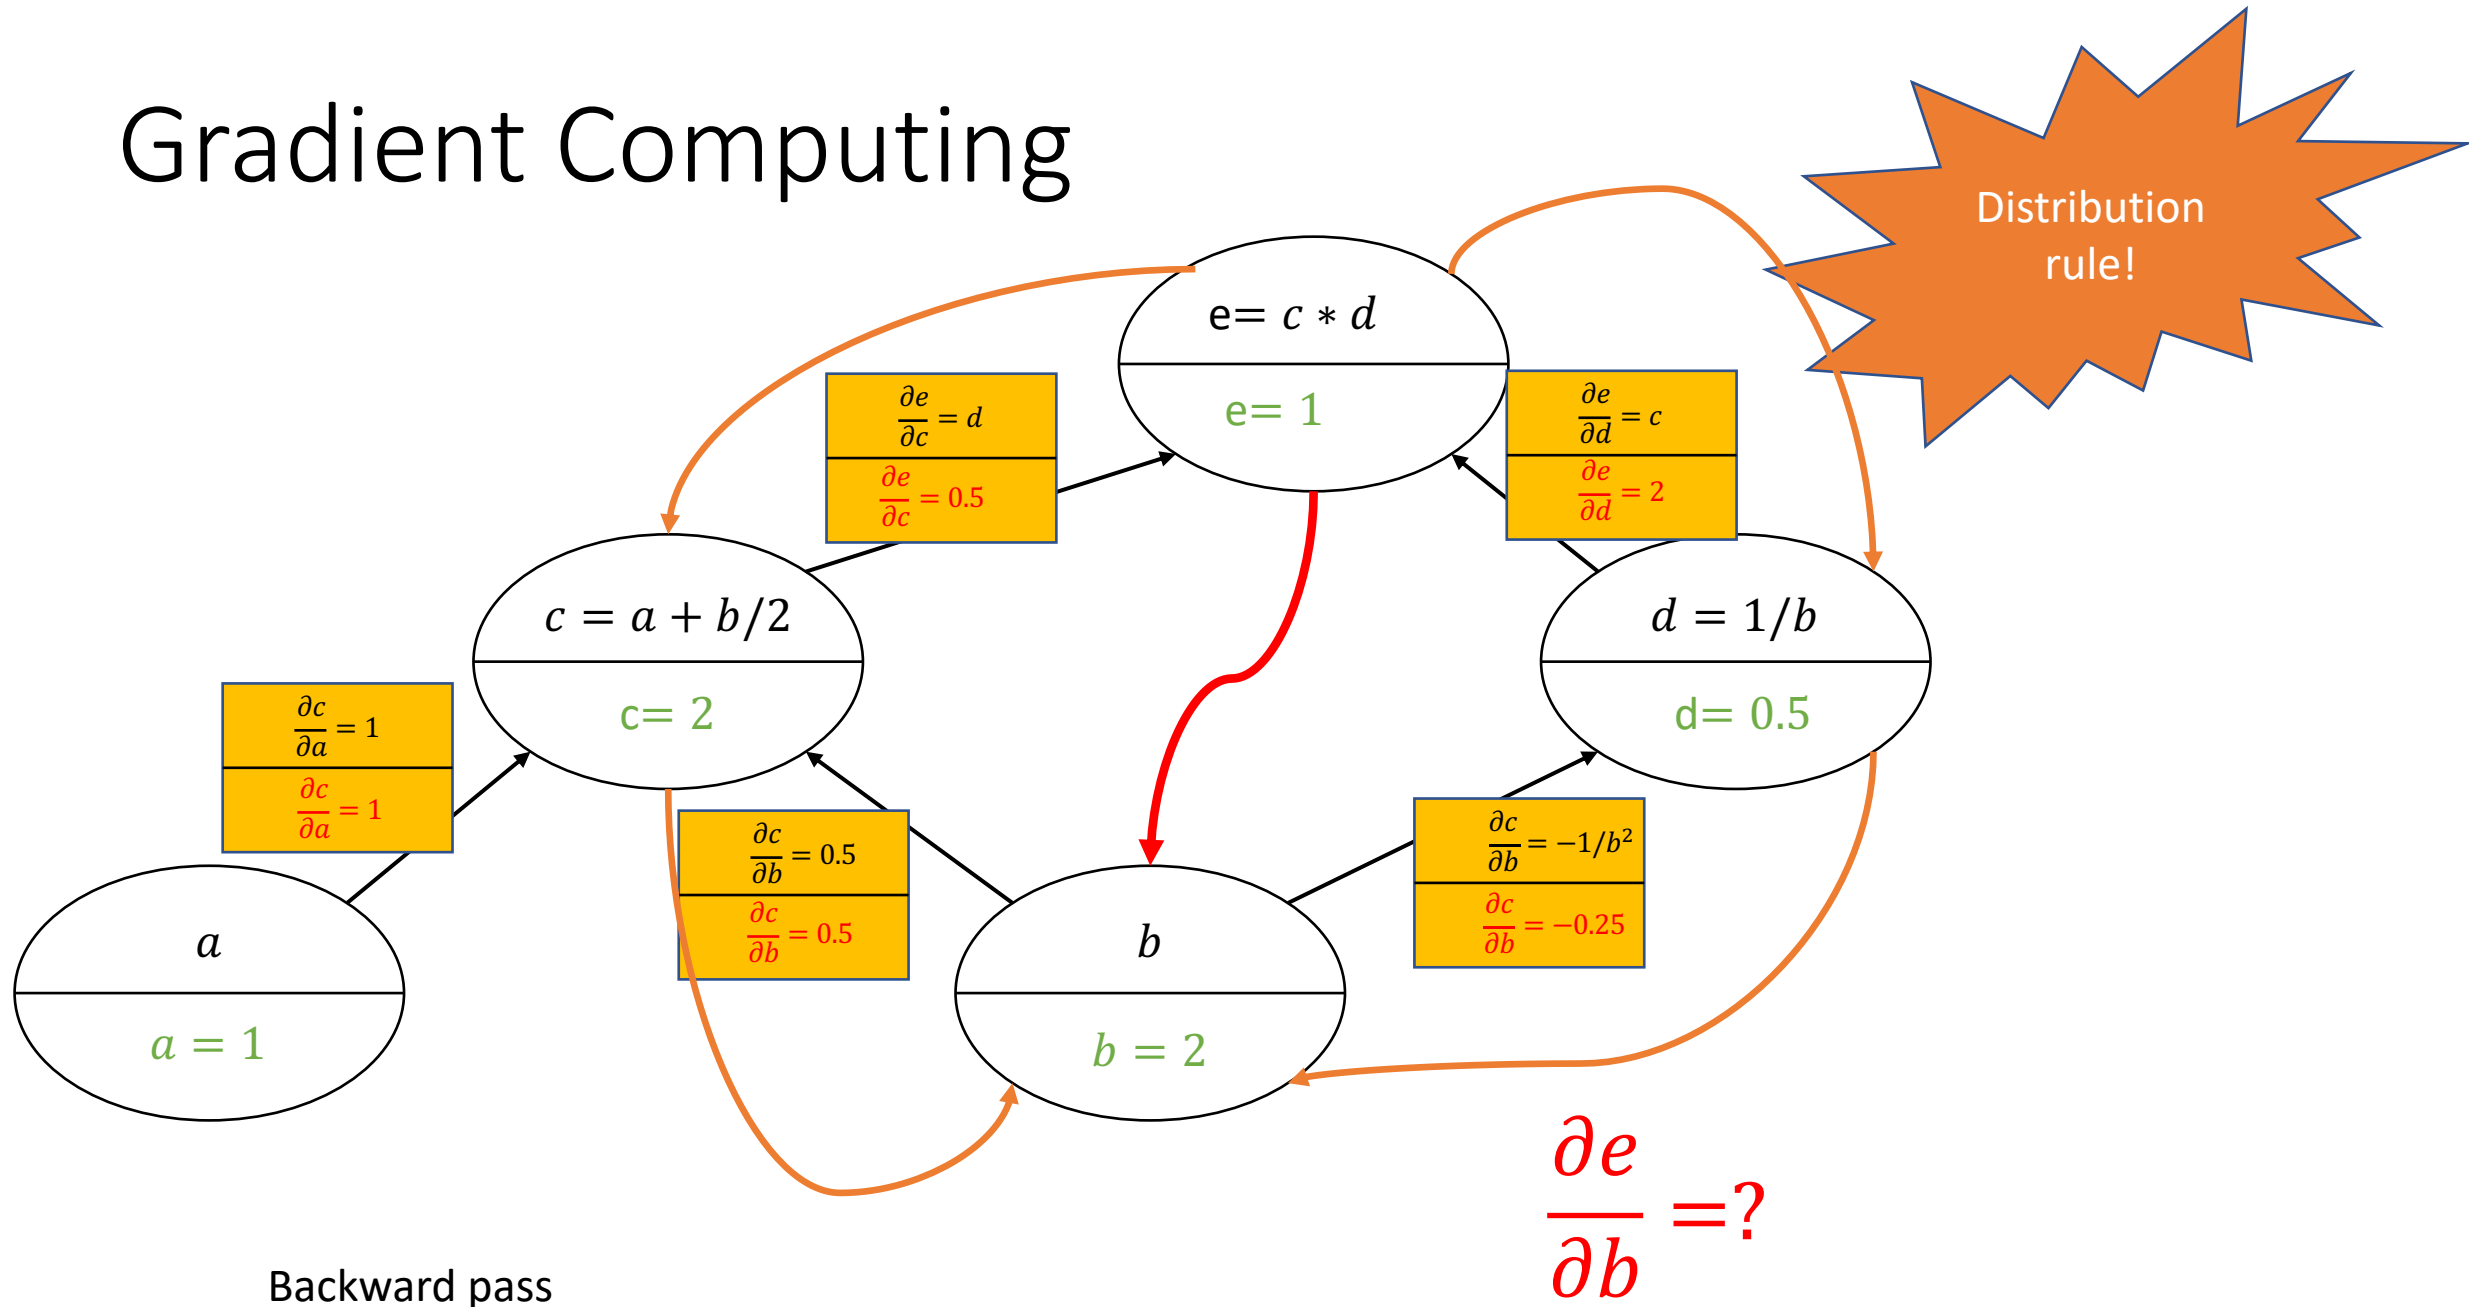 Gradient Computing
Distribution
rule!
e= c ∗ d
e= 1
∂e/∂c = d
∂e/∂c = 0.5
∂e/∂d = c
∂e/∂d = 2
c = a + b/2
c= 2
d = 1/b
d= 0.5
∂c/∂a = 1
∂c/∂a = 1
∂c/∂b = 0.5
∂c/∂b = 0.5
∂c/∂b = −1/b²
∂c/∂b = −0.25
a
a = 1
b
b = 2
∂e/∂b =?
Backward pass